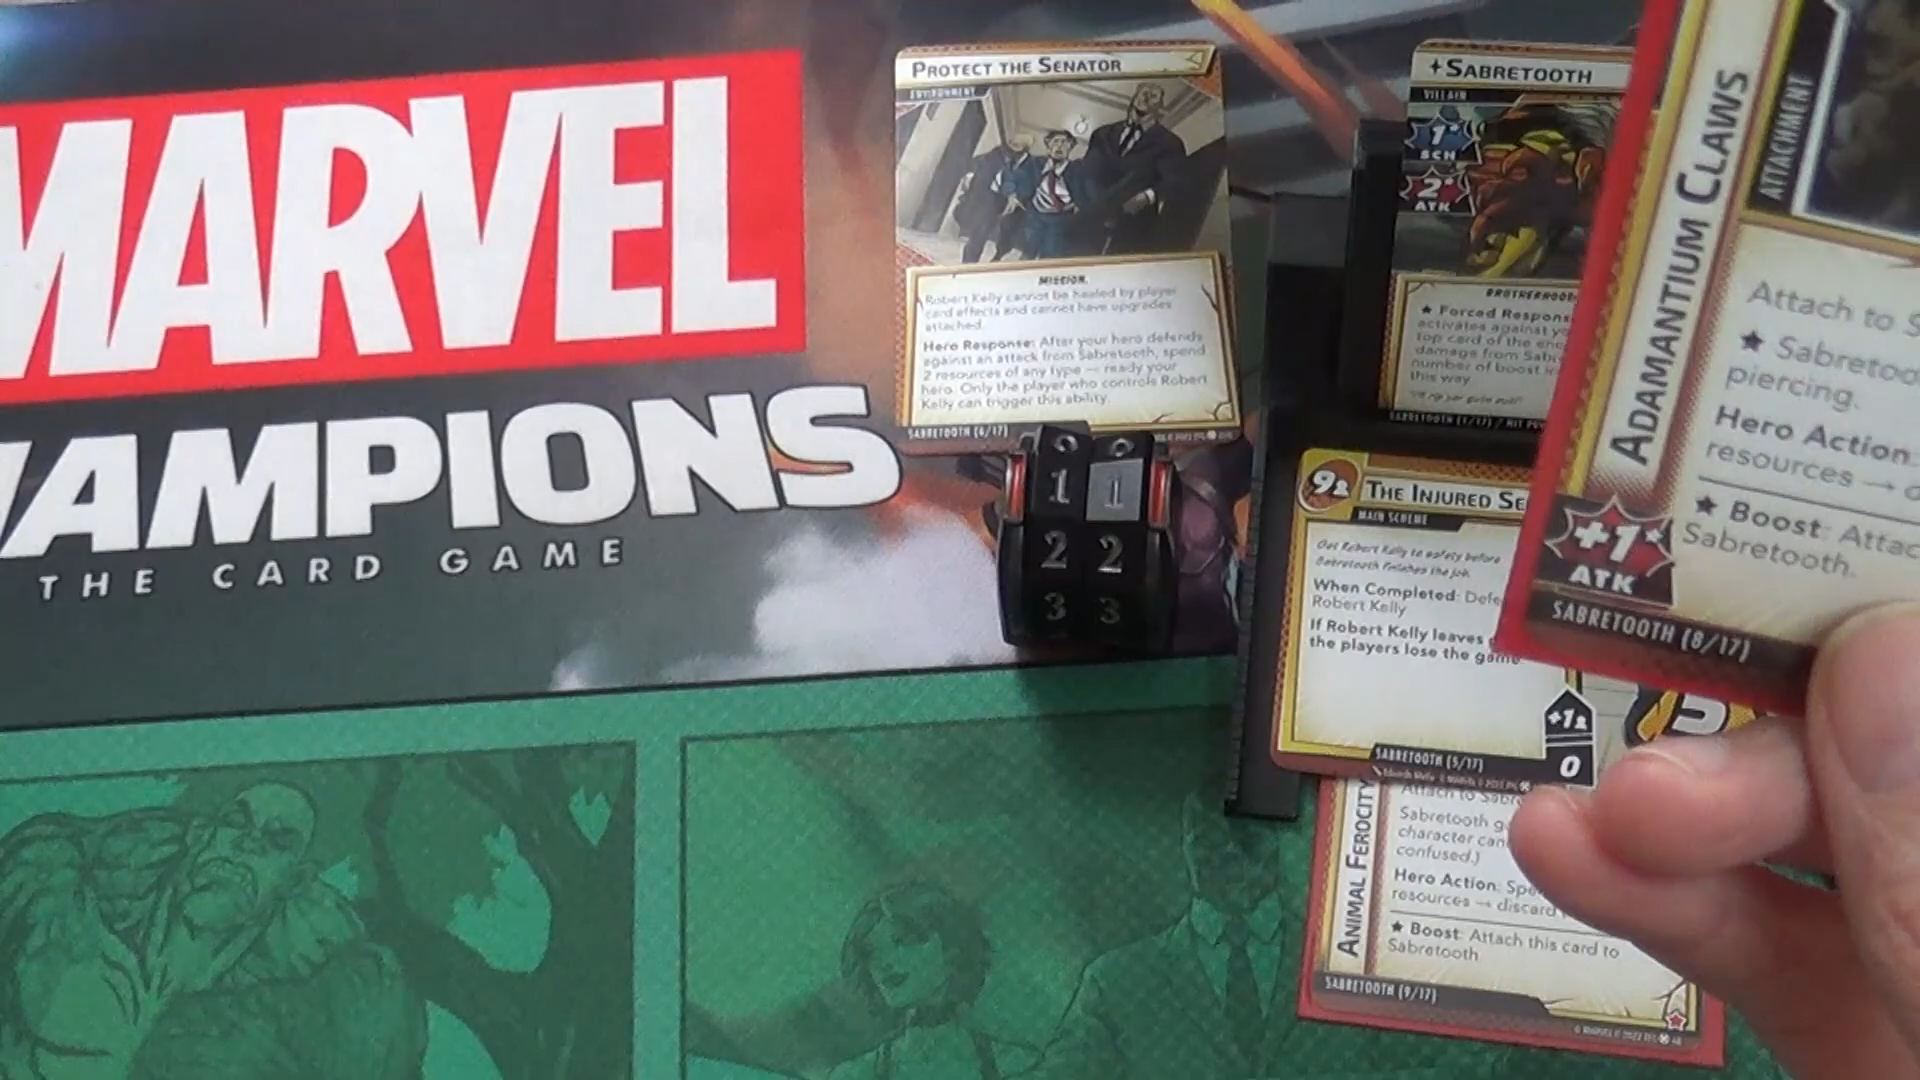 MARVEL
CHAMPIONS
THE CARD GAME
PROTECT THE SENATOR
ENVIRONMENT
MISSION.
Robert Kelly cannot be healed by player
card effects and cannot have upgrades
attached.
Hero Response: After your hero defends
against an attack from Sabretooth, spend
2 resources of any type → ready your
hero. Only the player who controls Robert
Kelly can trigger this ability.
SABRETOOTH (6/17)
1 1
2 2
3 3
SABRETOOTH
VILLAIN
1
SCH
2*
ATK
BROTHERHOOD
★ Forced Respons
activates against yo
top card of the enc
damage from Sabr
number of boost ic
this way.
SABRETOOTH (1/17)
9
THE INJURED SE
MAIN SCHEME
Get Robert Kelly to safety before
Sabretooth finishes the job.
When Completed: Defe
Robert Kelly
If Robert Kelly leaves
the players lose the game.
+1
0
SABRETOOTH (5/17)
ANIMAL FEROCITY
Attach to Sabr
Sabretooth g
character can
confused.)
Hero Action: Spe
resources → discard
★ Boost: Attach this card to
Sabretooth
SABRETOOTH (9/17)
ADAMANTIUM CLAWS
ATTACHMENT
Attach to S
★ Sabretoo
piercing.
Hero Action:
resources → d
★ Boost: Attac
Sabretooth.
+1*
ATK
SABRETOOTH (8/17)